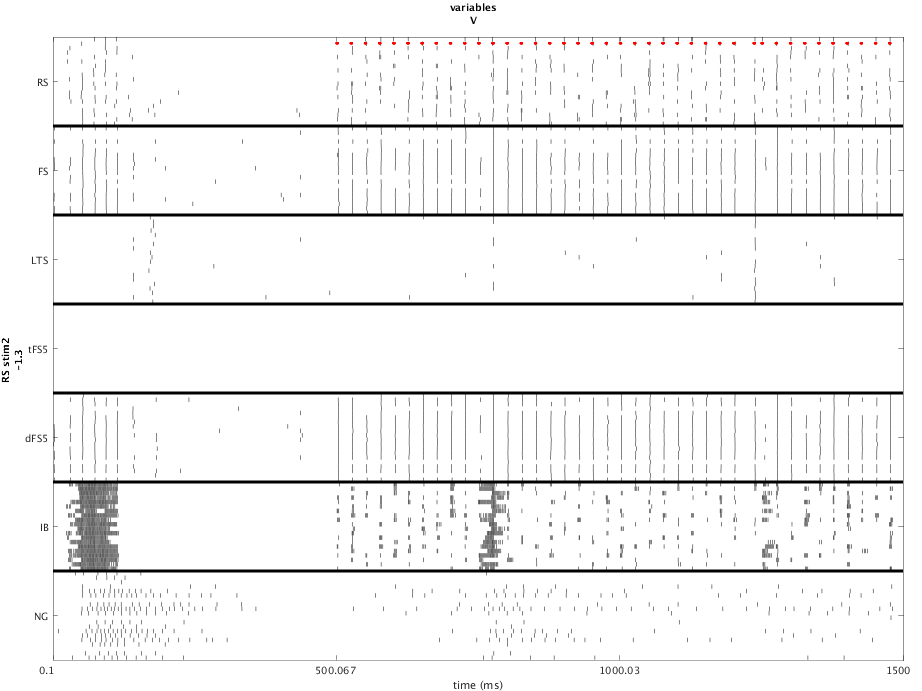 variables
V
RS
FS
LTS
tFS5
dFS5
IB
NG
RS stim2
-1.3
0.1
500.067
1000.03
1500
time (ms)